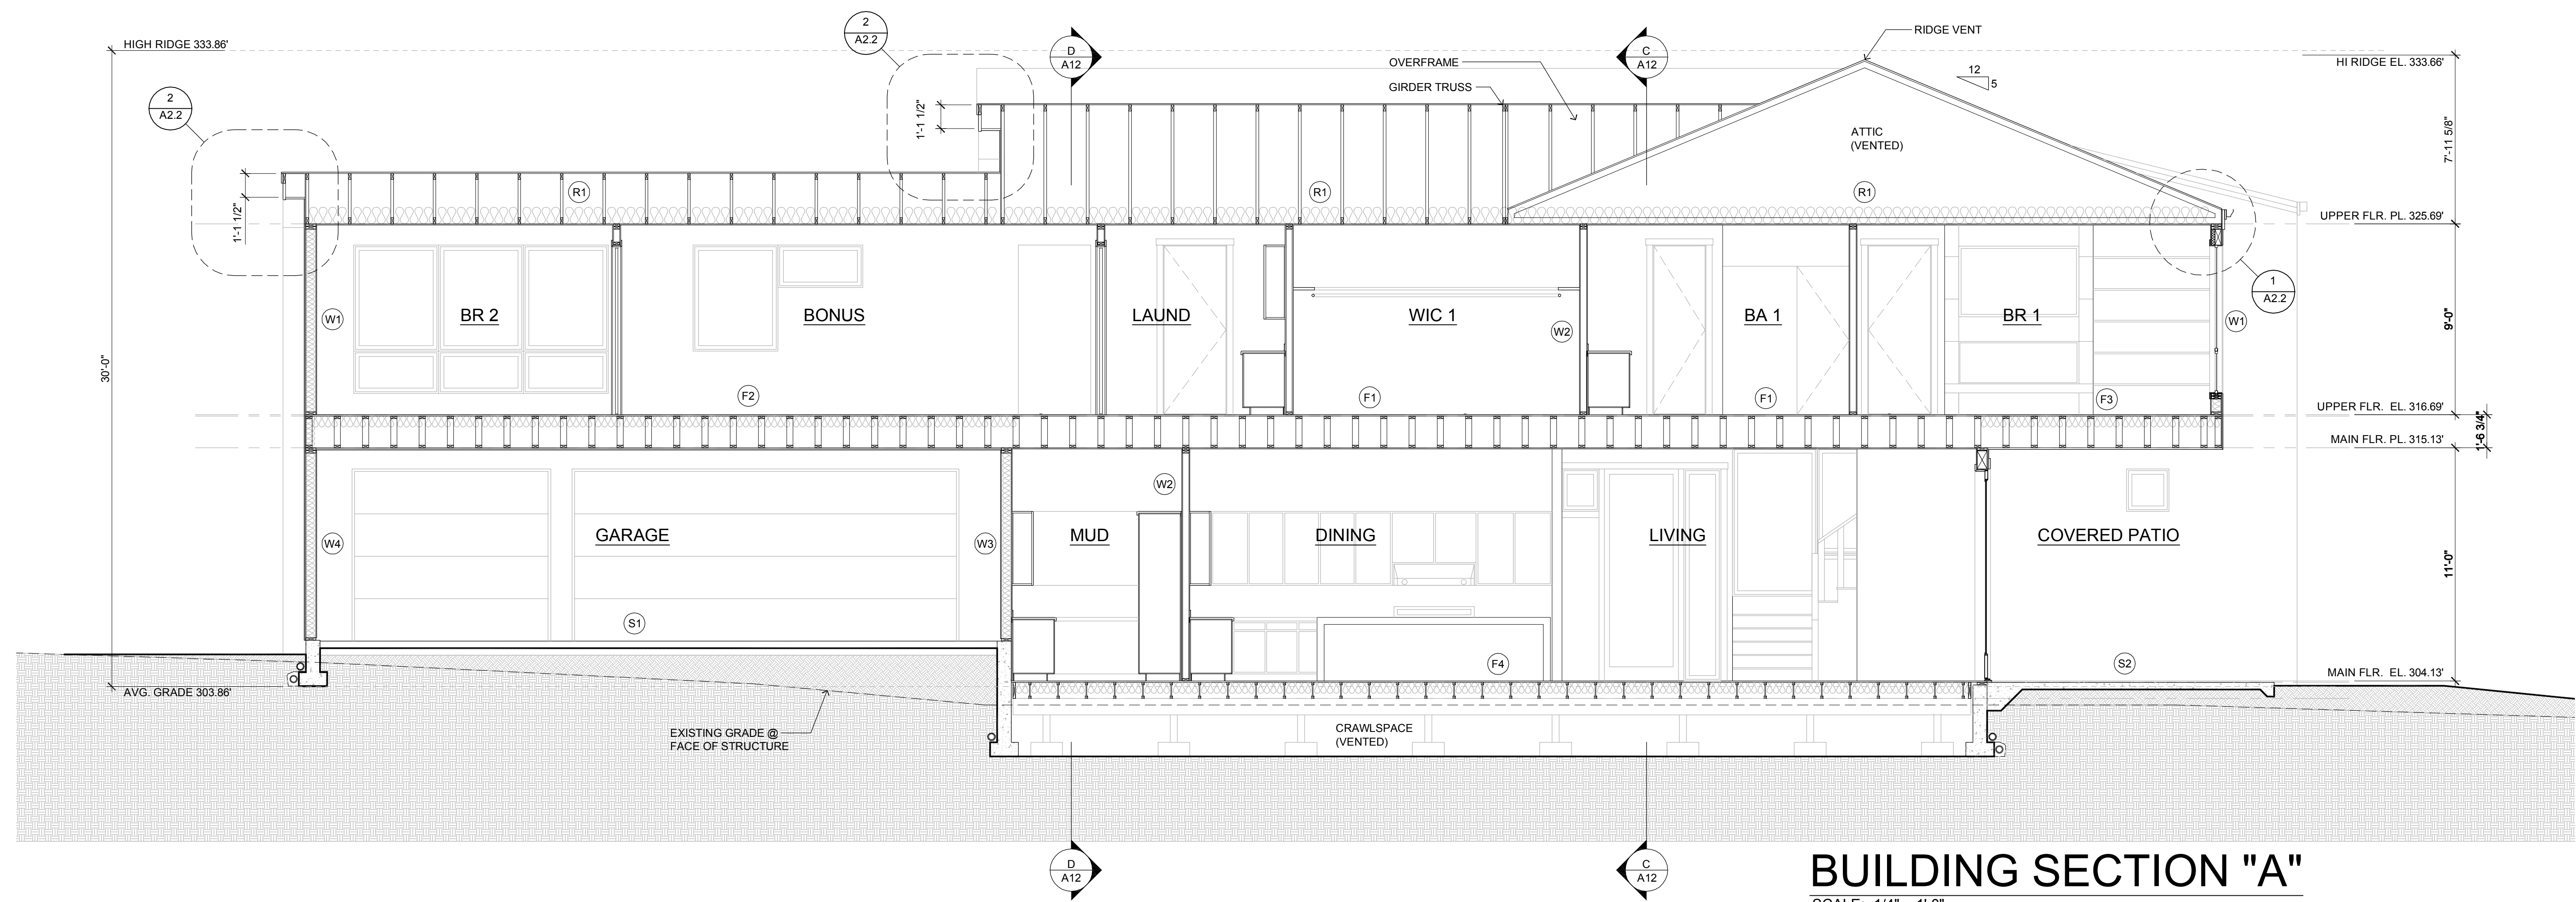 2
A2.2
D
A12
C
A12
RIDGE VENT
HIGH RIDGE 333.86'
OVERFRAME
HI RIDGE EL. 333.66'
12
5
GIRDER TRUSS
2
A2.2
1'-1 1/2"
ATTIC
(VENTED)
7'-11 5/8"
R1
R1
R1
1'-1 1/2"
UPPER FLR. PL. 325.69'
1
A2.2
W1
BR 2
BONUS
LAUND
WIC 1
W2
BA 1
BR 1
W1
9'-0"
30'-0"
F2
F1
F1
F3
UPPER FLR. EL. 316.69'
1'-6 3/4"
MAIN FLR. PL. 315.13'
W2
W4
GARAGE
W3
MUD
DINING
LIVING
COVERED PATIO
11'-0"
S1
F4
S2
MAIN FLR. EL. 304.13'
AVG. GRADE 303.86'
EXISTING GRADE @
FACE OF STRUCTURE
CRAWLSPACE
(VENTED)
D
A12
C
A12
BUILDING SECTION "A"